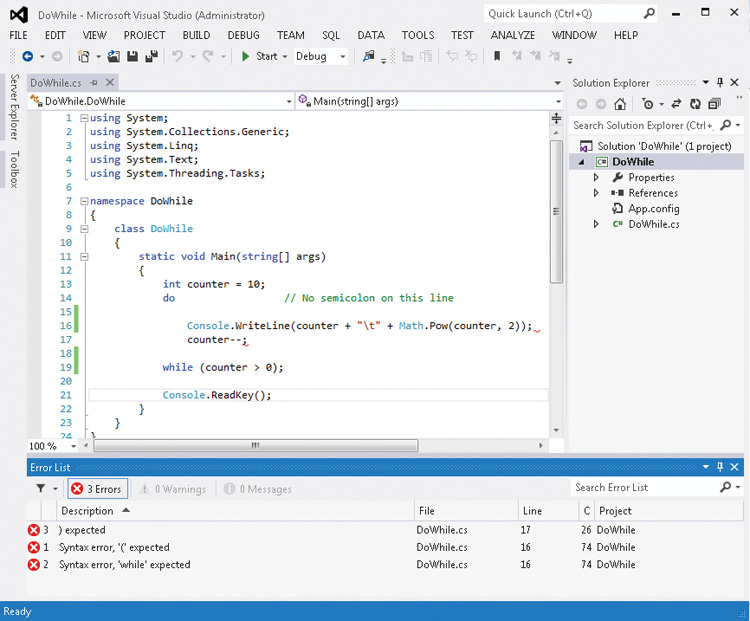 DoWhile - Microsoft Visual Studio (Administrator)
Quick Launch (Ctrl+Q)
FILE EDIT VIEW PROJECT BUILD DEBUG TEAM SQL DATA TOOLS TEST ANALYZE WINDOW HELP
Start Debug
Server Explorer
Toolbox
DoWhile.cs
DoWhile.DoWhile
Main(string[] args)
1 using System;
2 using System.Collections.Generic;
3 using System.Linq;
4 using System.Text;
5 using System.Threading.Tasks;
6
7 namespace DoWhile
8 {
9 class DoWhile
10 {
11 static void Main(string[] args)
12 {
13 int counter = 10;
14 do // No semicolon on this line
15
16 Console.WriteLine(counter + "\t" + Math.Pow(counter, 2));
17 counter--;
18
19 while (counter > 0);
20
21 Console.ReadKey();
22 }
23 }
24 }
100 %
Solution Explorer
Search Solution Explorer (Ctrl+;
Solution 'DoWhile' (1 project)
C# DoWhile
Properties
References
App.config
C# DoWhile.cs
Error List
3 Errors
0 Warnings
0 Messages
Search Error List
Description File Line C Project
3 ) expected DoWhile.cs 17 26 DoWhile
1 Syntax error, '(' expected DoWhile.cs 16 74 DoWhile
2 Syntax error, 'while' expected DoWhile.cs 16 74 DoWhile
Ready